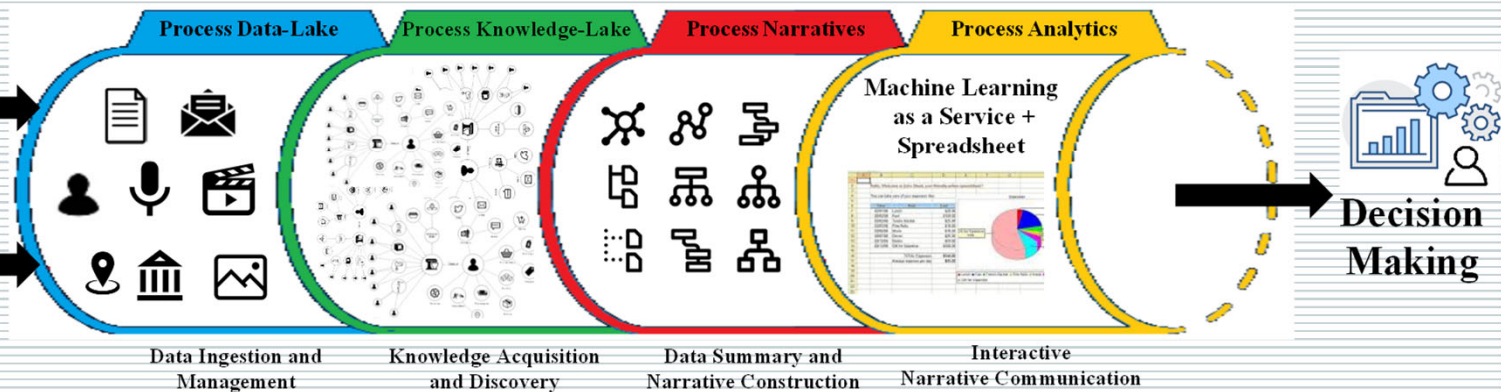 Process Data-Lake
Process Knowledge-Lake
Process Narratives
Process Analytics
Machine Learning
as a Service +
Spreadsheet
Decision
Making
Data Ingestion and
Management
Knowledge Acquisition
and Discovery
Data Summary and
Narrative Construction
Interactive
Narrative Communication